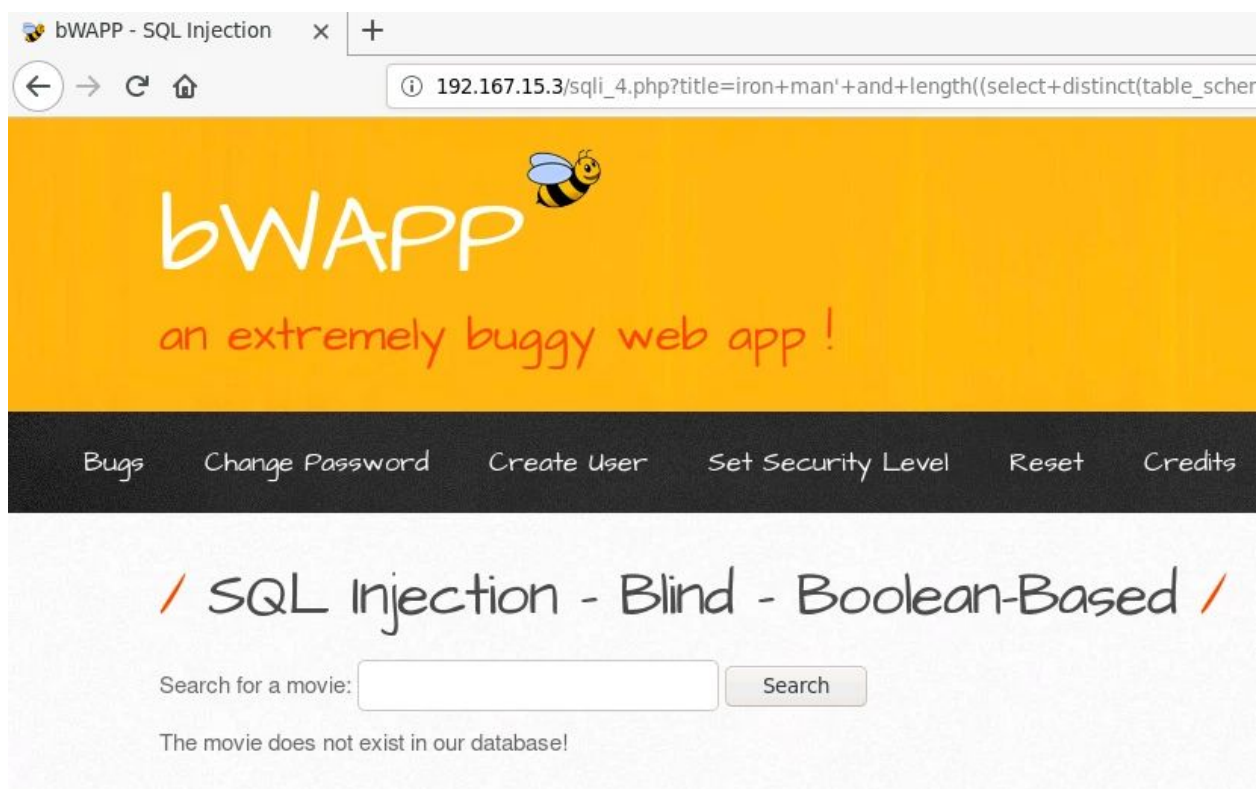 bWAPP - SQL Injection
192.167.15.3/sqli_4.php?title=iron+man'+and+length((select+distinct(table_scher
bWAPP
an extremely buggy web app !
Bugs Change Password Create User Set Security Level Reset Credits
/ SQL Injection - Blind - Boolean-Based /
Search for a movie: Search
The movie does not exist in our database!